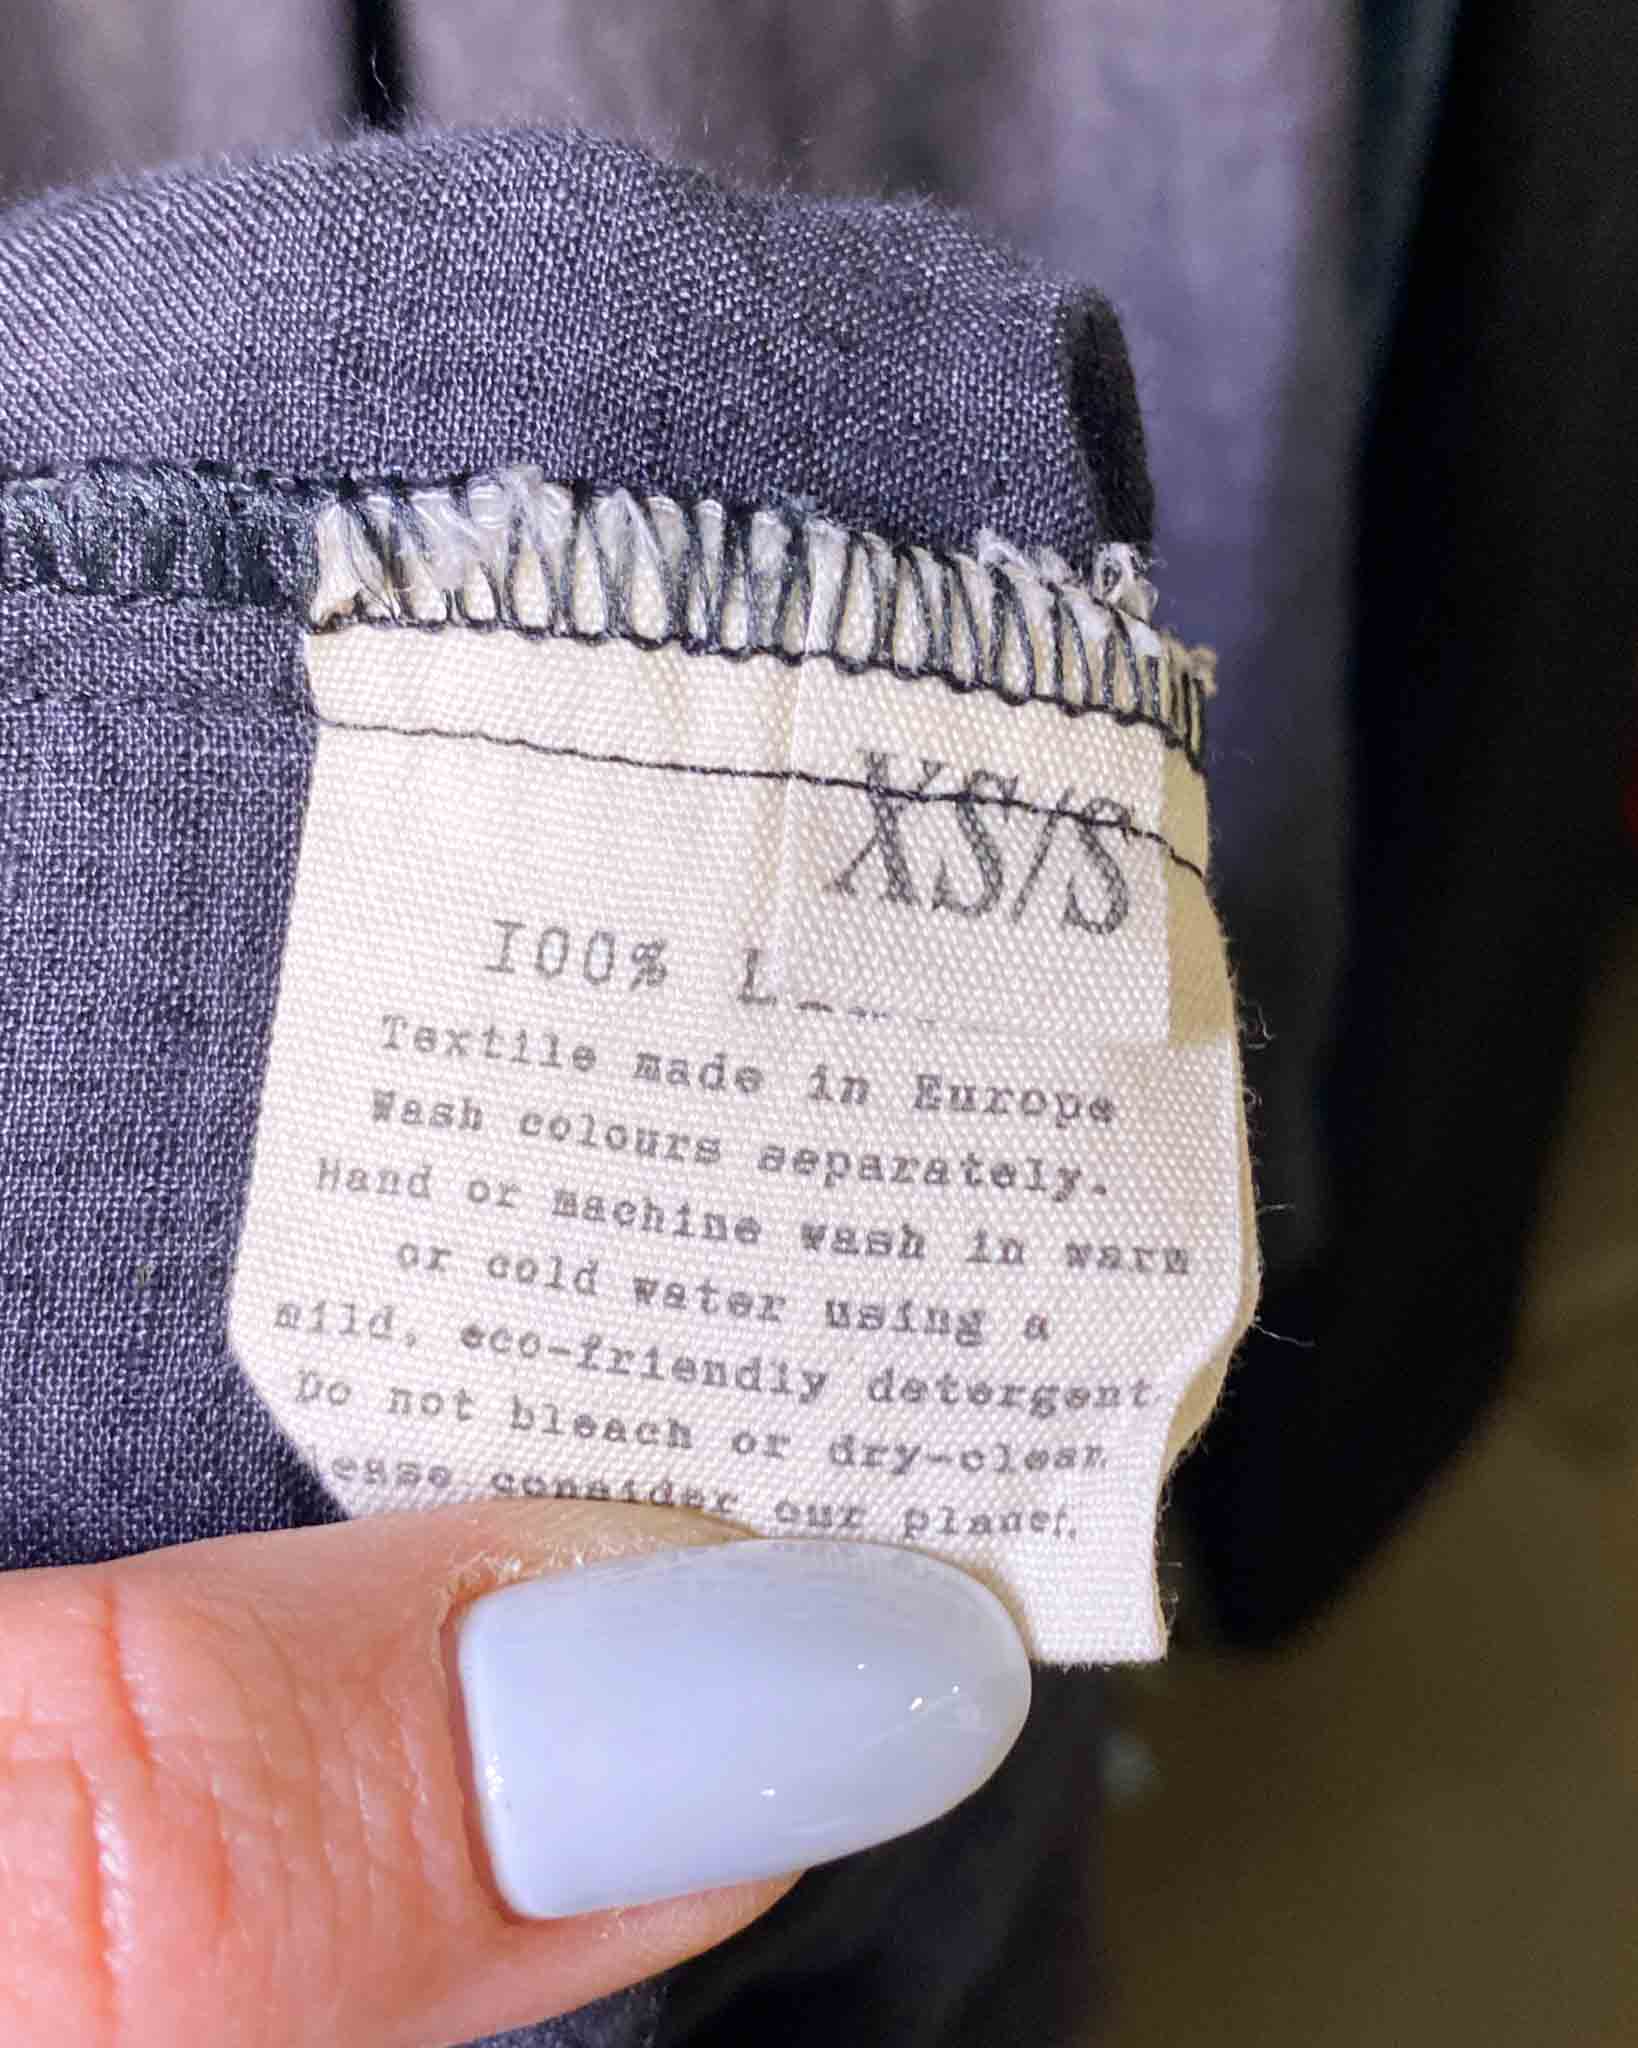 XS/S
100% L
Textile made in Europe
Wash colours separately.
Hand or machine wash in warm
or cold water using a
mild, eco-friendly detergent
Do not bleach or dry-clean
ease consider our planet.